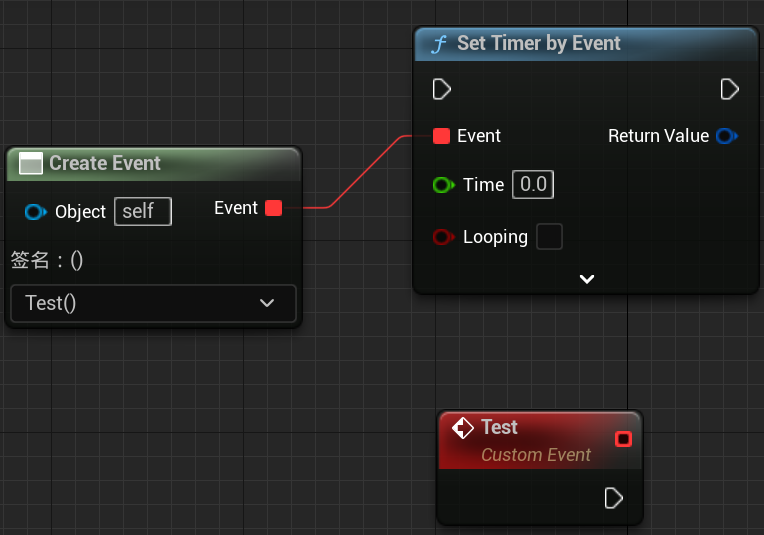 Set Timer by Event
Event
Return Value
Time 0.0
Looping
Create Event
Object self
Event
签名：()
Test()
Test
Custom Event